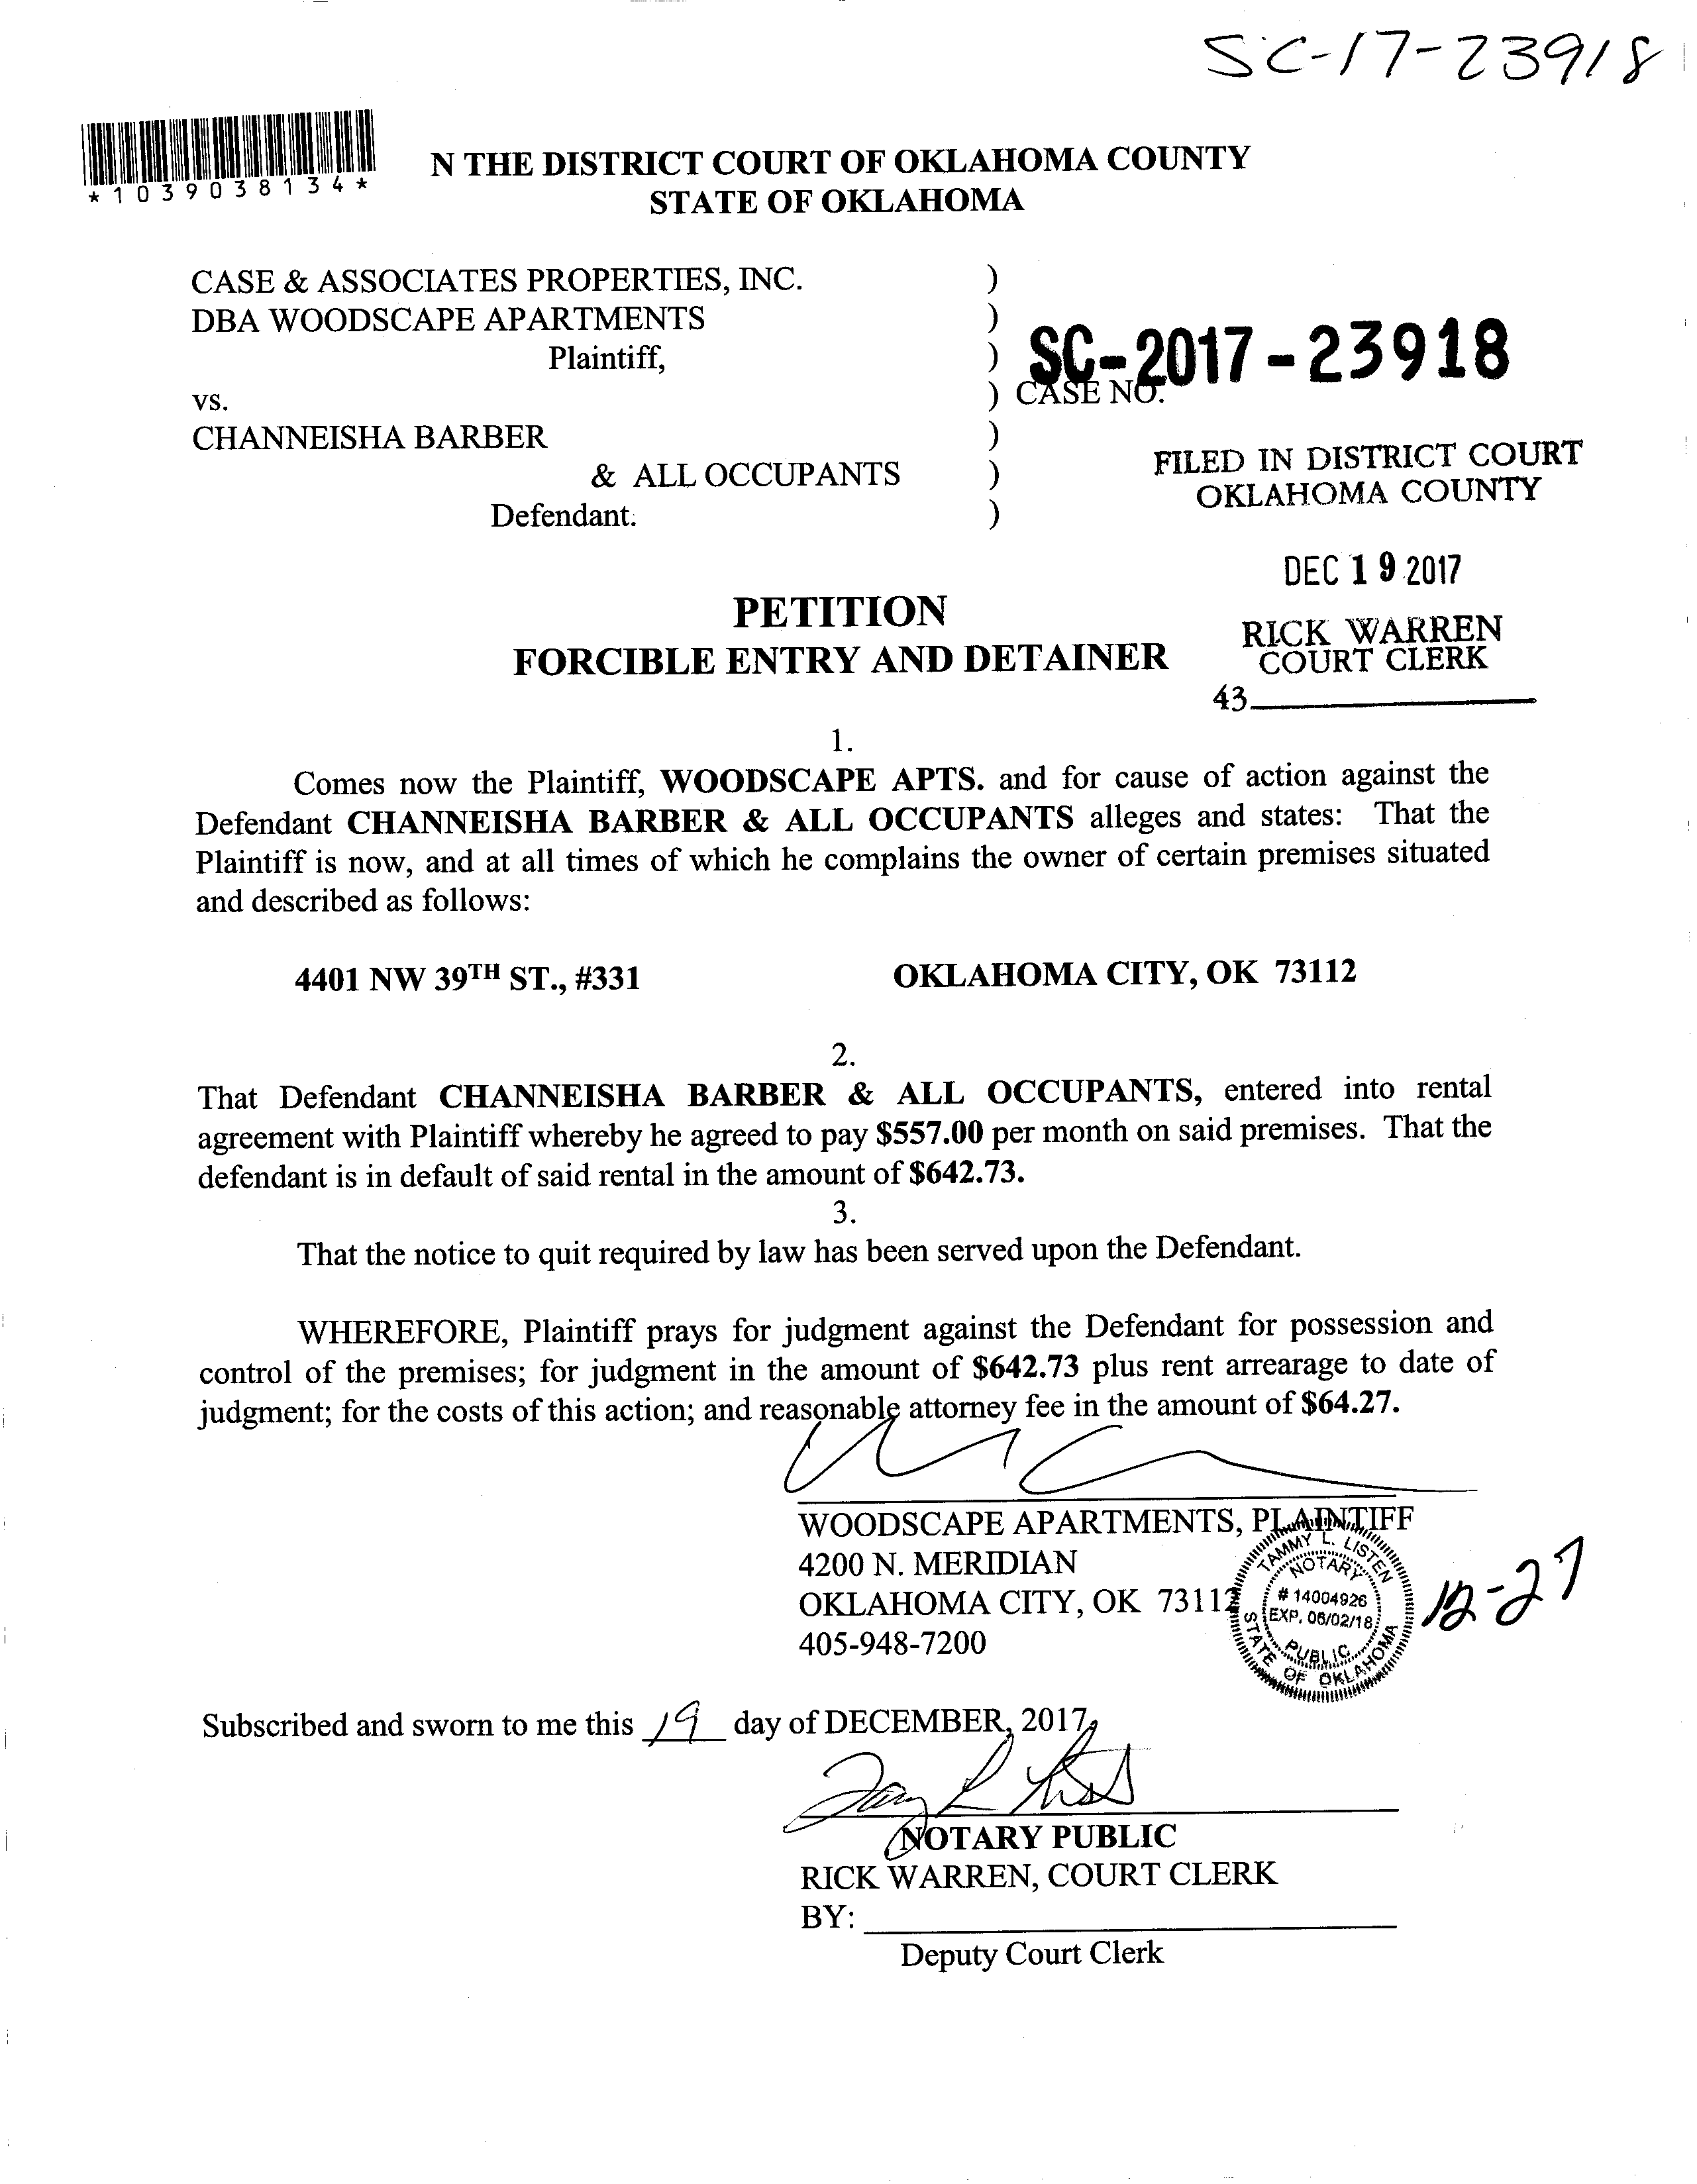 SC-17-23918
*1039038134*
N THE DISTRICT COURT OF OKLAHOMA COUNTY
STATE OF OKLAHOMA
CASE & ASSOCIATES PROPERTIES, INC. )
DBA WOODSCAPE APARTMENTS )
Plaintiff, ) SC-2017-23918
vs. ) CASE NO.
CHANNEISHA BARBER )
& ALL OCCUPANTS )
Defendant. )
FILED IN DISTRICT COURT
OKLAHOMA COUNTY
DEC 19 2017
RICK WARREN
COURT CLERK
43
PETITION
FORCIBLE ENTRY AND DETAINER
1.
Comes now the Plaintiff, WOODSCAPE APTS. and for cause of action against the
Defendant CHANNEISHA BARBER & ALL OCCUPANTS alleges and states: That the
Plaintiff is now, and at all times of which he complains the owner of certain premises situated
and described as follows:
4401 NW 39TH ST., #331 OKLAHOMA CITY, OK 73112
2.
That Defendant CHANNEISHA BARBER & ALL OCCUPANTS, entered into rental
agreement with Plaintiff whereby he agreed to pay $557.00 per month on said premises. That the
defendant is in default of said rental in the amount of $642.73.
3.
That the notice to quit required by law has been served upon the Defendant.
WHEREFORE, Plaintiff prays for judgment against the Defendant for possession and
control of the premises; for judgment in the amount of $642.73 plus rent arrearage to date of
judgment; for the costs of this action; and reasonable attorney fee in the amount of $64.27.
WOODSCAPE APARTMENTS, PLAINTIFF
4200 N. MERIDIAN
OKLAHOMA CITY, OK 73112
405-948-7200
TAMMY L. LISTEN
NOTARY
# 14004926
EXP. 06/02/18
PUBLIC
STATE OF OKLAHOMA
12-27
Subscribed and sworn to me this 19 day of DECEMBER, 2017
NOTARY PUBLIC
RICK WARREN, COURT CLERK
BY:
Deputy Court Clerk